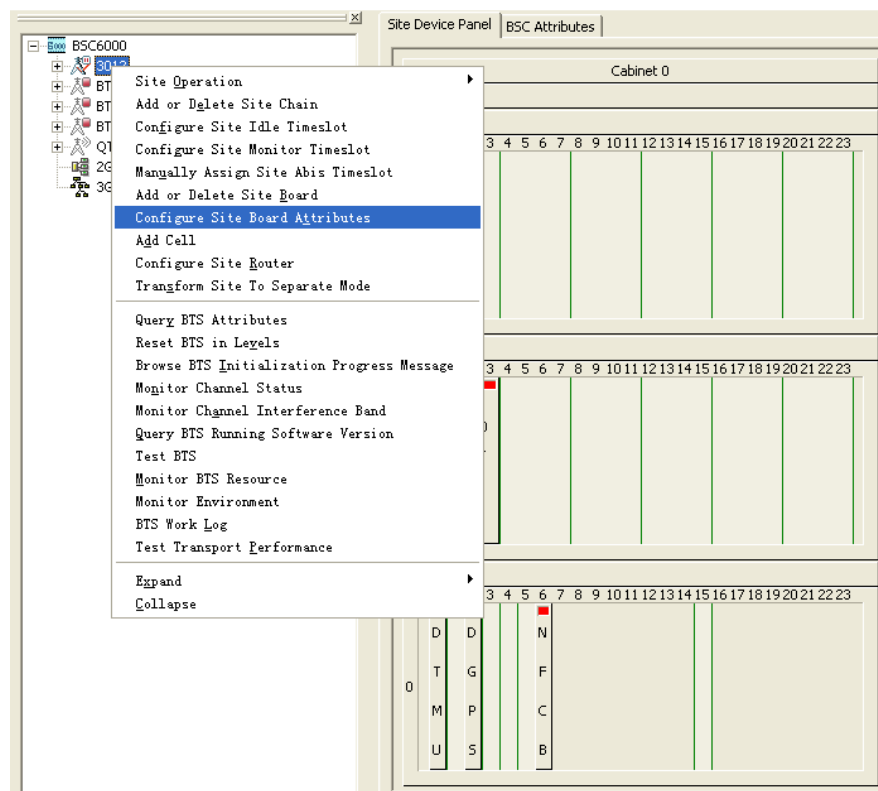 Site Device Panel
BSC Attributes
BSC6000
3012
BT
BT
BT
QT
2G
3G
Site Operation
Add or Delete Site Chain
Configure Site Idle Timeslot
Configure Site Monitor Timeslot
Manually Assign Site Abis Timeslot
Add or Delete Site Board
Configure Site Board Attributes
Add Cell
Configure Site Router
Transform Site To Separate Mode
Query BTS Attributes
Reset BTS in Levels
Browse BTS Initialization Progress Message
Monitor Channel Status
Monitor Channel Interference Band
Query BTS Running Software Version
Test BTS
Monitor BTS Resource
Monitor Environment
BTS Work Log
Test Transport Performance
Expand
Collapse
Cabinet 0
3 4 5 6 7 8 9 10 11 12 13 14 15 16 17 18 19 20 21 22 23
3 4 5 6 7 8 9 10 11 12 13 14 15 16 17 18 19 20 21 22 23
3 4 5 6 7 8 9 10 11 12 13 14 15 16 17 18 19 20 21 22 23
0
DTMU
DGPS
NFCB